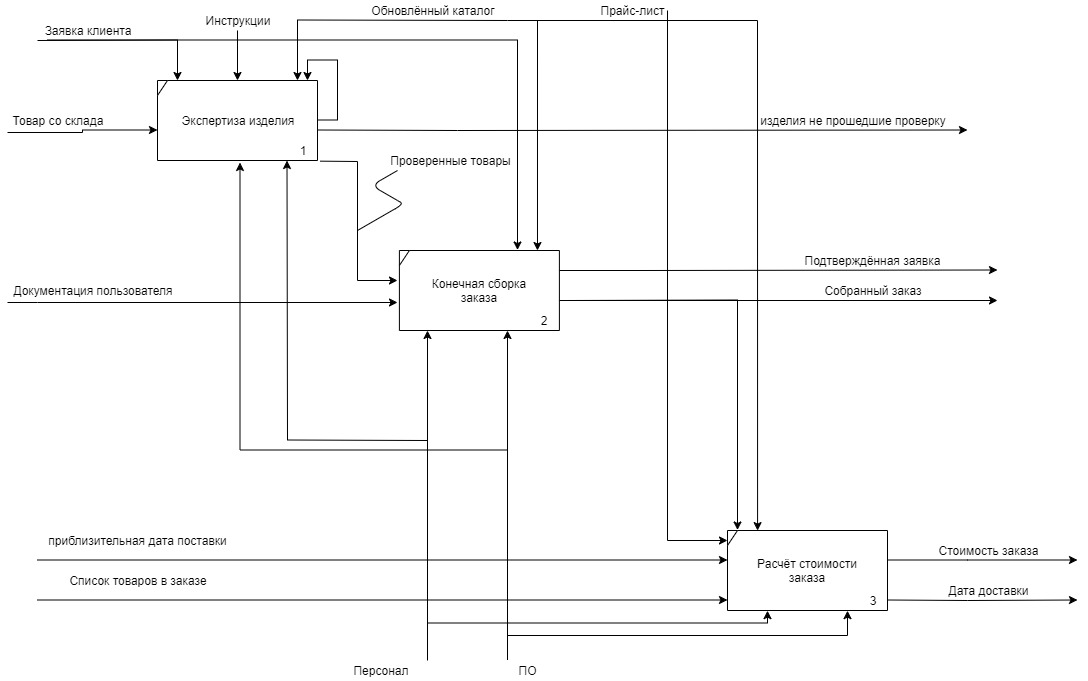 Обновлённый каталог
Прайс-лист
Инструкции
Заявка клиента
Товар со склада
Экспертиза изделия
1
изделия не прошедшие проверку
Проверенные товары
Подтверждённая заявка
Документация пользователя
Конечная сборка
заказа
2
Собранный заказ
приблизительная дата поставки
Список товаров в заказе
Расчёт стоимости
заказа
3
Стоимость заказа
Дата доставки
Персонал
ПО